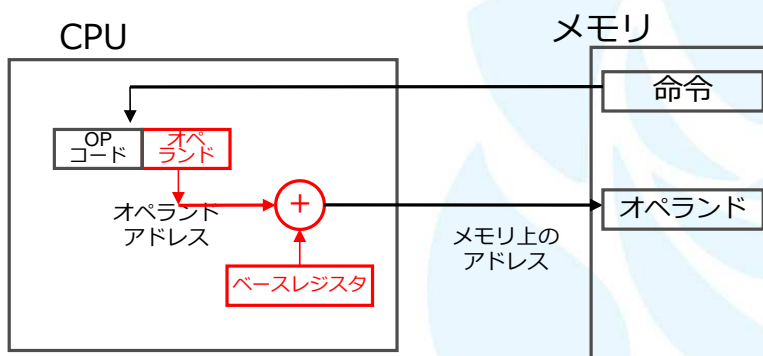 CPU
メモリ
命令
OP
コード
オペ
ランド
オペランド
アドレス
+
オペランド
メモリ上の
アドレス
ベースレジスタ